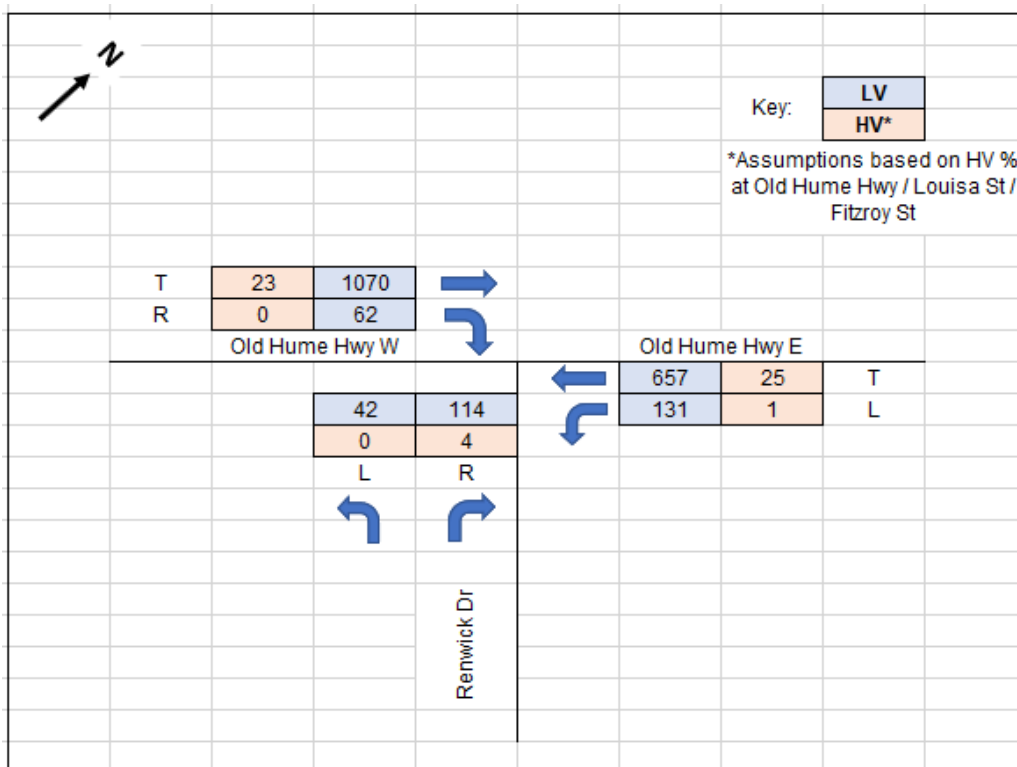 N
Key:
LV
HV*
*Assumptions based on HV %
at Old Hume Hwy / Louisa St /
Fitzroy St
T 23 1070
R 0 62
Old Hume Hwy W
Old Hume Hwy E
657 25 T
131 1 L
42 114
0 4
L R
Renwick Dr